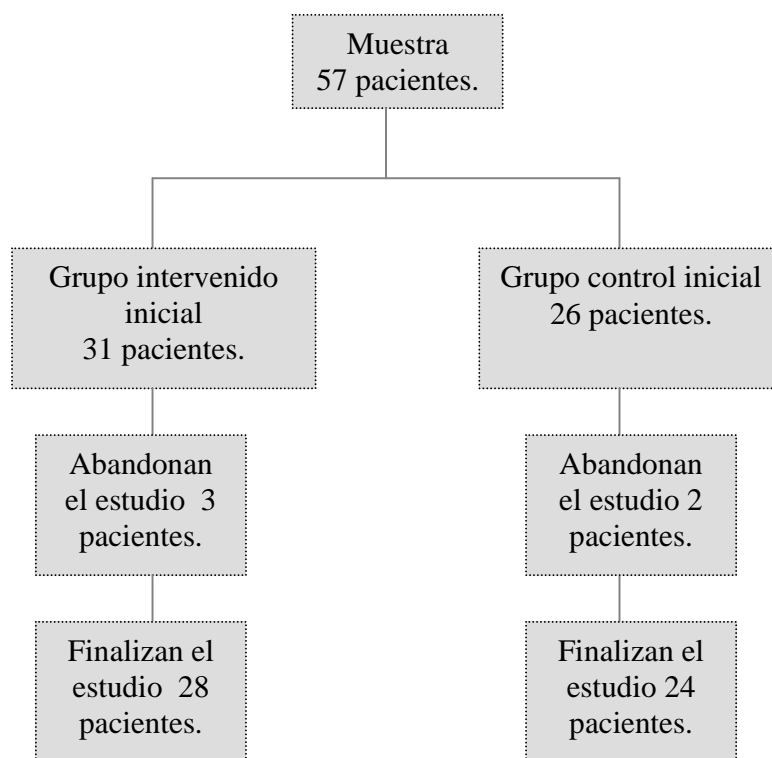 Muestra
57 pacientes.
Grupo intervenido
inicial
31 pacientes.
Grupo control inicial
26 pacientes.
Abandonan
el estudio  3
pacientes.
Abandonan
el estudio 2
pacientes.
Finalizan el
estudio  28
pacientes.
Finalizan el
estudio 24
pacientes.